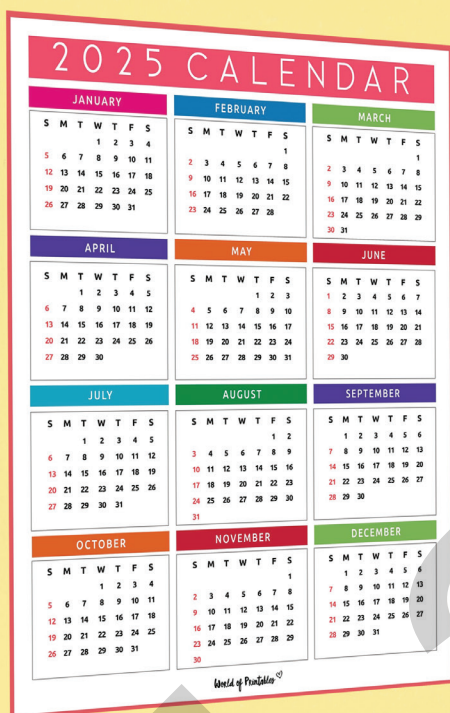 2025 CALENDAR
JANUARY
S M T W T F S
1 2 3 4
5 6 7 8 9 10 11
12 13 14 15 16 17 18
19 20 21 22 23 24 25
26 27 28 29 30 31
FEBRUARY
S M T W T F S
1
2 3 4 5 6 7 8
9 10 11 12 13 14 15
16 17 18 19 20 21 22
23 24 25 26 27 28
MARCH
S M T W T F S
1
2 3 4 5 6 7 8
9 10 11 12 13 14 15
16 17 18 19 20 21 22
23 24 25 26 27 28 29
30 31
APRIL
S M T W T F S
1 2 3 4 5
6 7 8 9 10 11 12
13 14 15 16 17 18 19
20 21 22 23 24 25 26
27 28 29 30
MAY
S M T W T F S
1 2 3
4 5 6 7 8 9 10
11 12 13 14 15 16 17
18 19 20 21 22 23 24
25 26 27 28 29 30 31
JUNE
S M T W T F S
1 2 3 4 5 6 7
8 9 10 11 12 13 14
15 16 17 18 19 20 21
22 23 24 25 26 27 28
29 30
JULY
S M T W T F S
1 2 3 4 5
6 7 8 9 10 11 12
13 14 15 16 17 18 19
20 21 22 23 24 25 26
27 28 29 30 31
AUGUST
S M T W T F S
1 2
3 4 5 6 7 8 9
10 11 12 13 14 15 16
17 18 19 20 21 22 23
24 25 26 27 28 29 30
31
SEPTEMBER
S M T W T F S
1 2 3 4 5 6
7 8 9 10 11 12 13
14 15 16 17 18 19 20
21 22 23 24 25 26 27
28 29 30
OCTOBER
S M T W T F S
1 2 3 4
5 6 7 8 9 10 11
12 13 14 15 16 17 18
19 20 21 22 23 24 25
26 27 28 29 30 31
NOVEMBER
S M T W T F S
1
2 3 4 5 6 7 8
9 10 11 12 13 14 15
16 17 18 19 20 21 22
23 24 25 26 27 28 29
30
DECEMBER
S M T W T F S
1 2 3 4 5 6
7 8 9 10 11 12 13
14 15 16 17 18 19 20
21 22 23 24 25 26 27
28 29 30 31
World of Printables